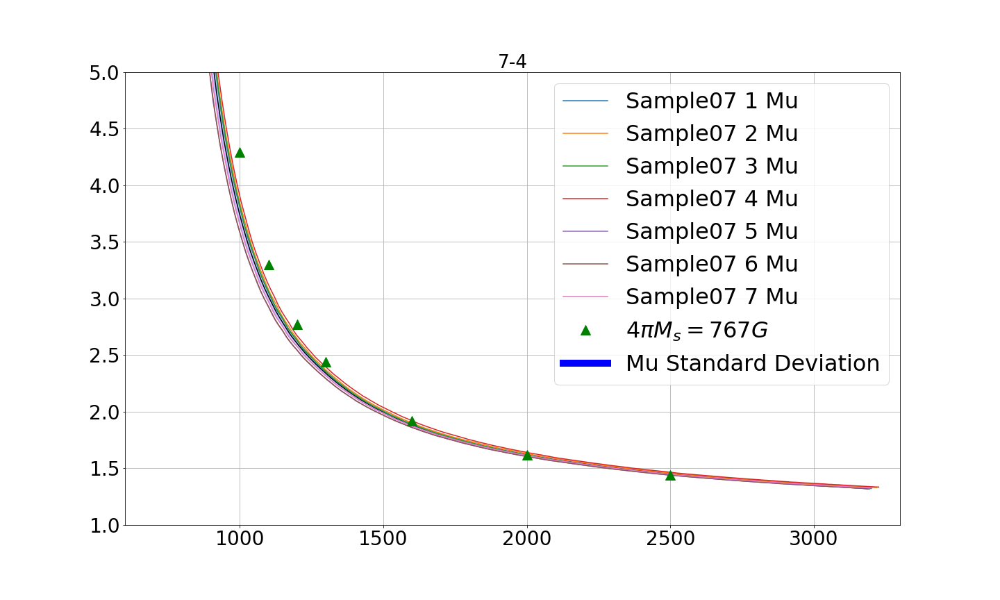 7-4
5.0
4.5
4.0
3.5
3.0
2.5
2.0
1.5
1.0
Sample07 1 Mu
Sample07 2 Mu
Sample07 3 Mu
Sample07 4 Mu
Sample07 5 Mu
Sample07 6 Mu
Sample07 7 Mu
4πMₛ = 767G
Mu Standard Deviation
1000 1500 2000 2500 3000